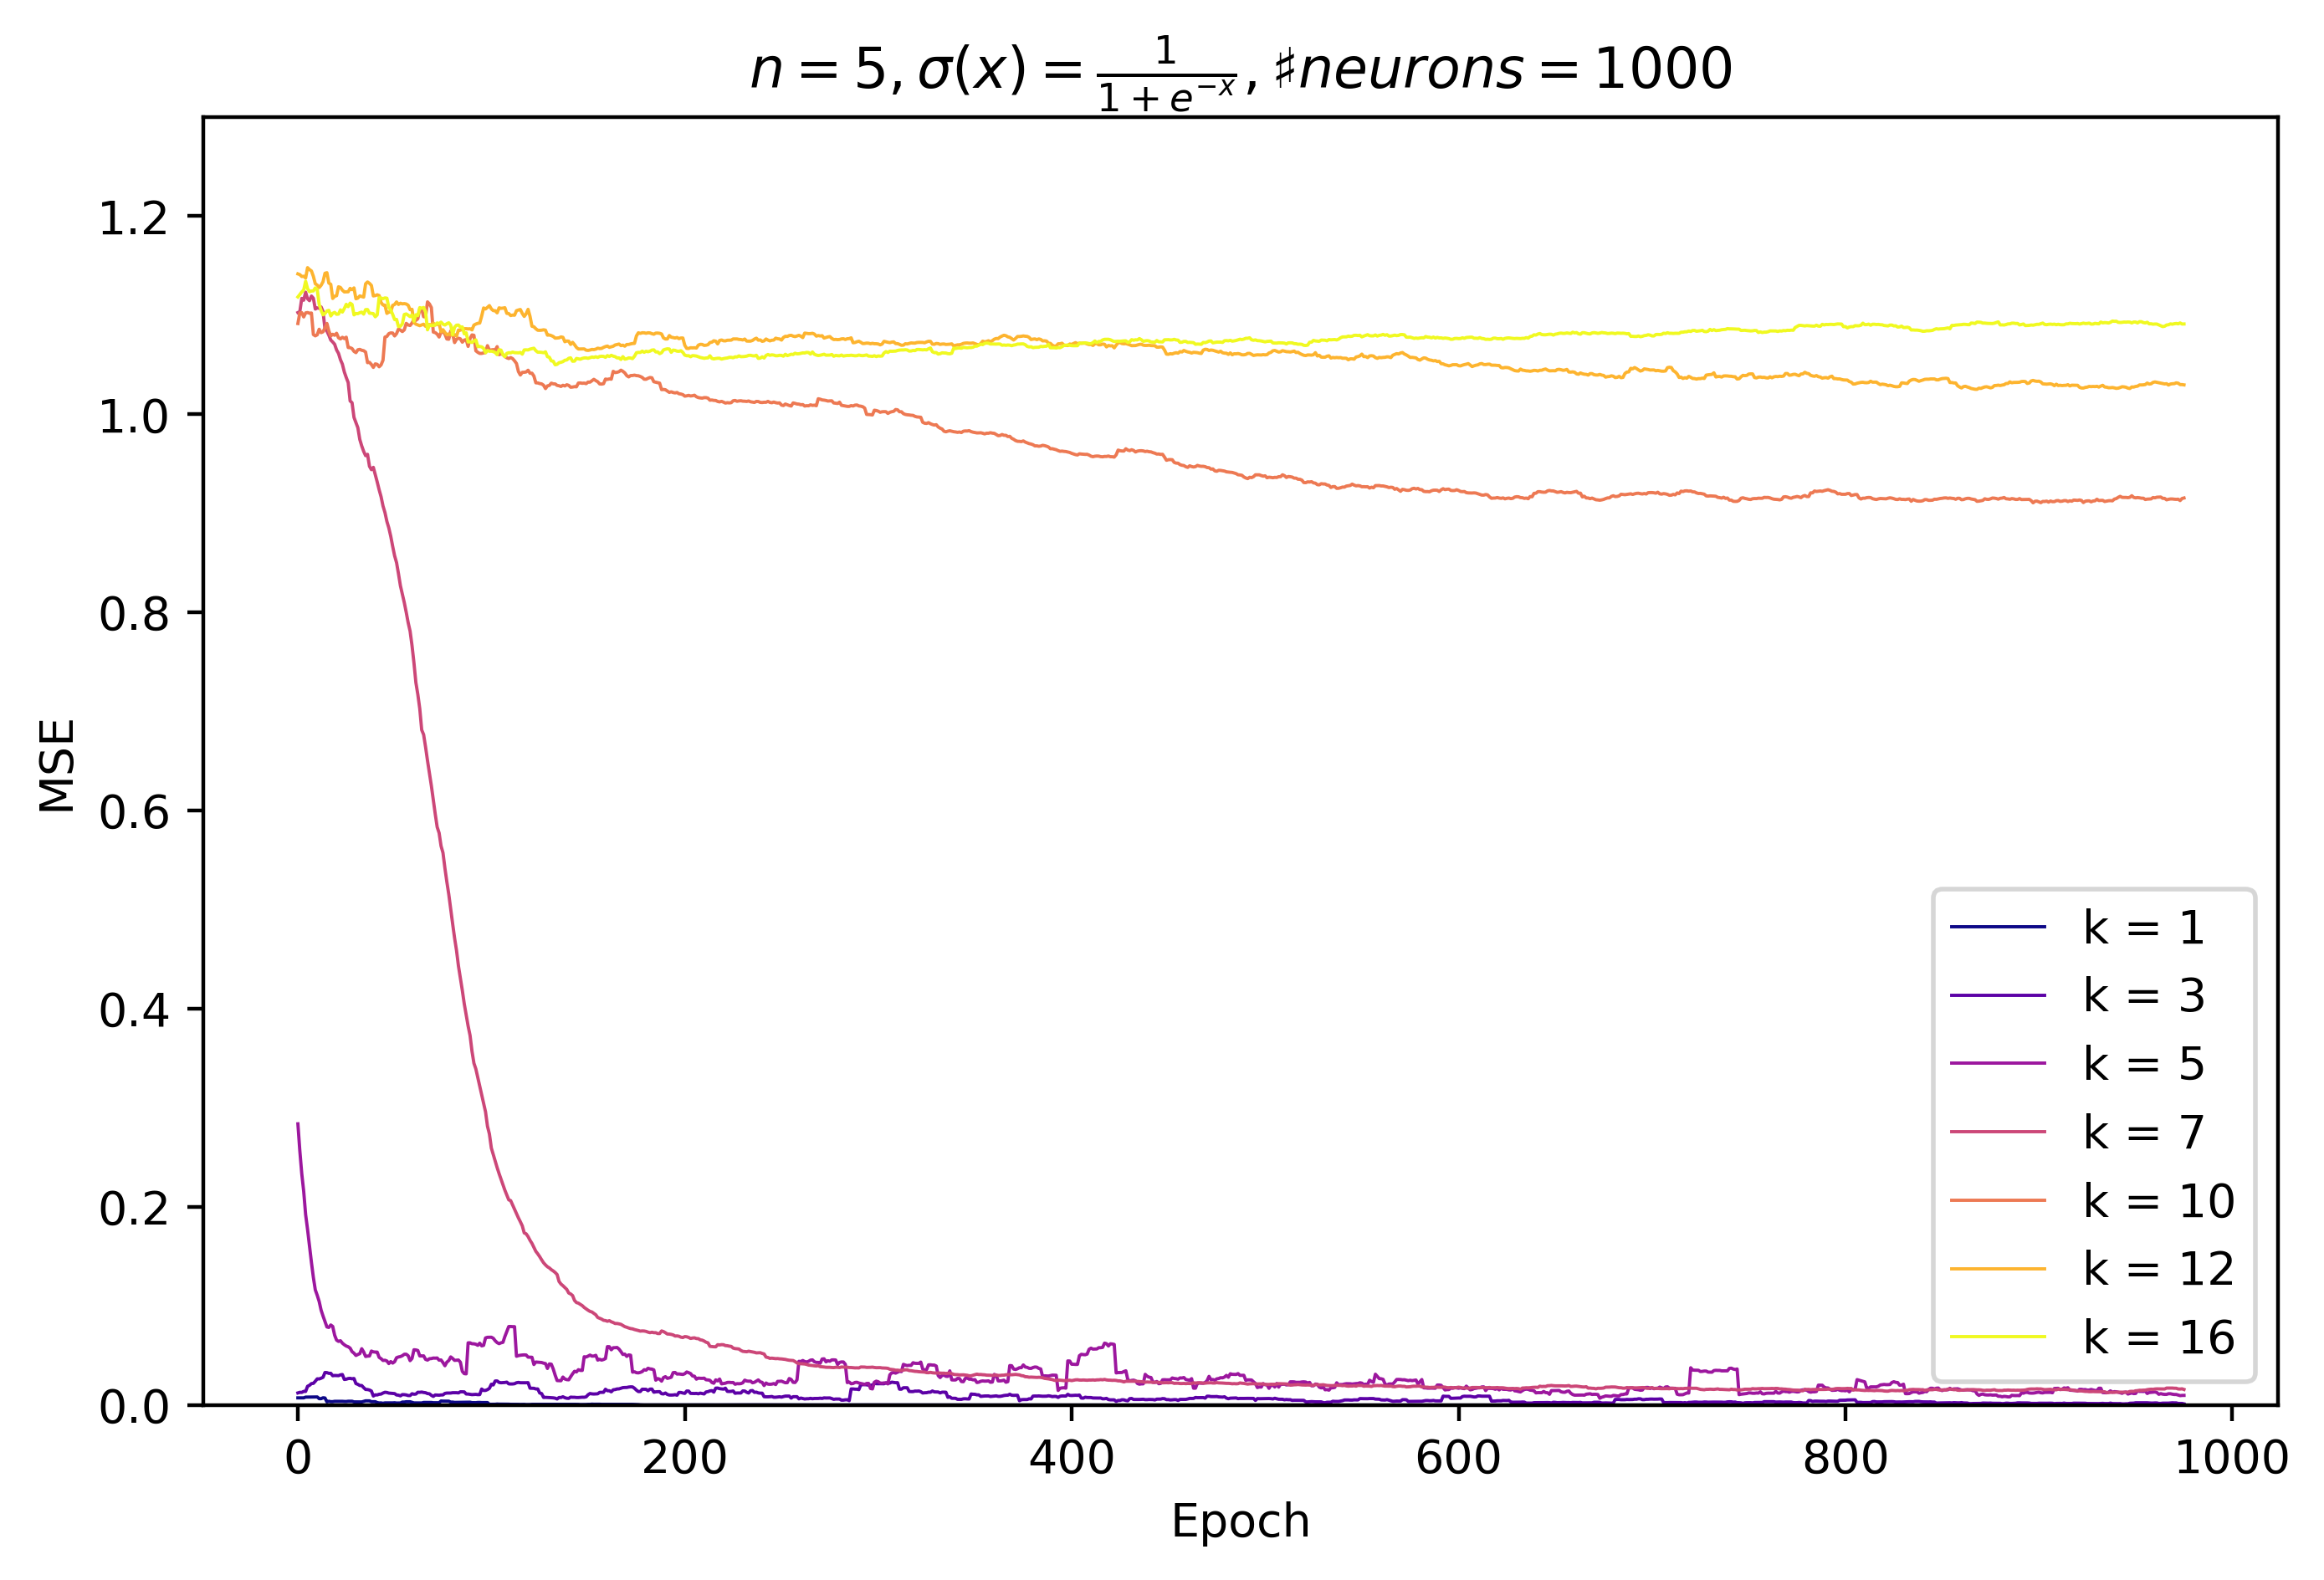 n = 5, σ(x) = 1/(1 + e^{-x}), ♯neurons = 1000
MSE
1.2
1.0
0.8
0.6
0.4
0.2
0.0
k = 1
k = 3
k = 5
k = 7
k = 10
k = 12
k = 16
0 200 400 600 800 1000
Epoch